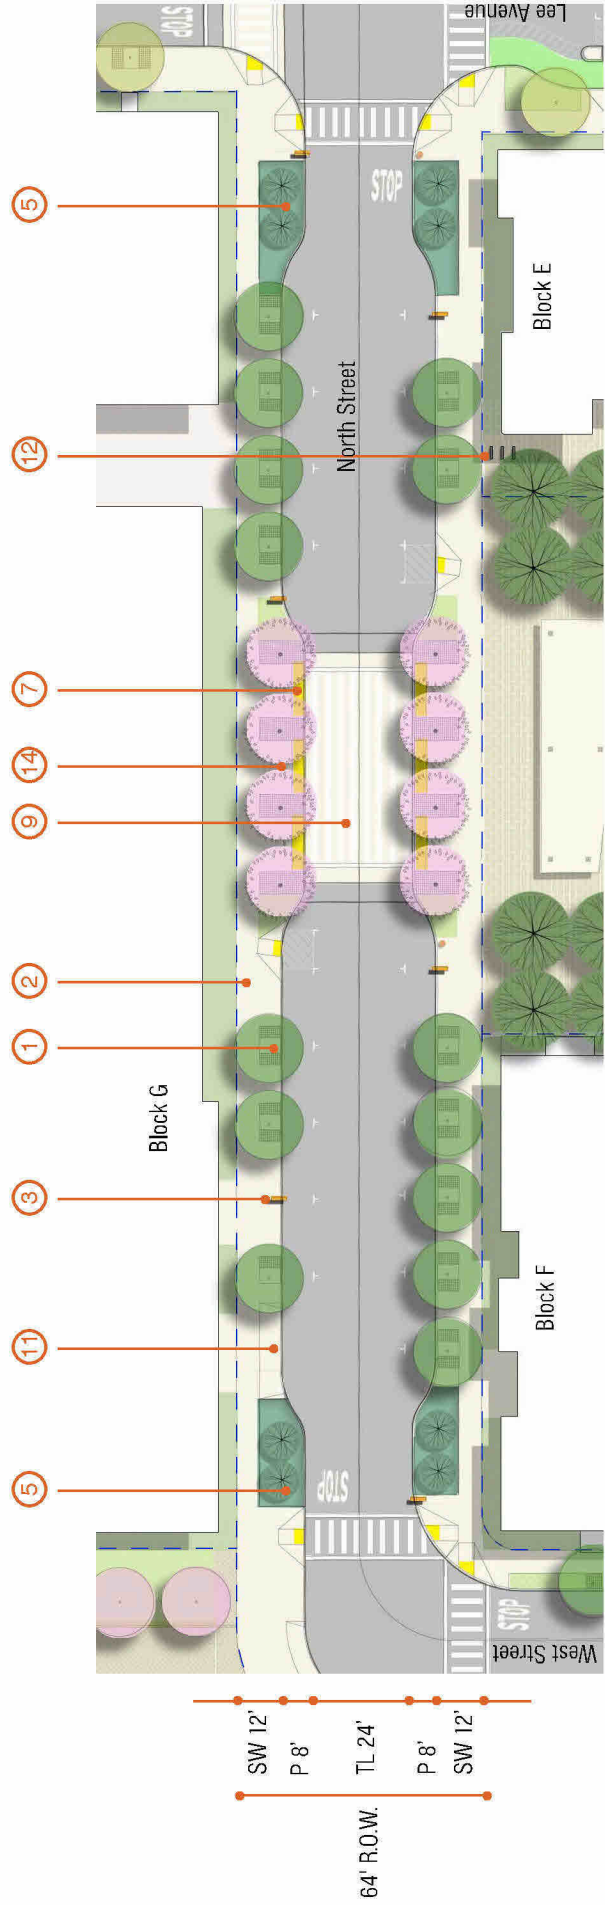 5
12
7
14
9
2
1
3
11
5
STOP
Lee Avenue
STOP
North Street
Block E
Block G
Block F
STOP
STOP
West Street
SW 12'
P 8'
TL 24'
P 8'
SW 12'
64' R.O.W.